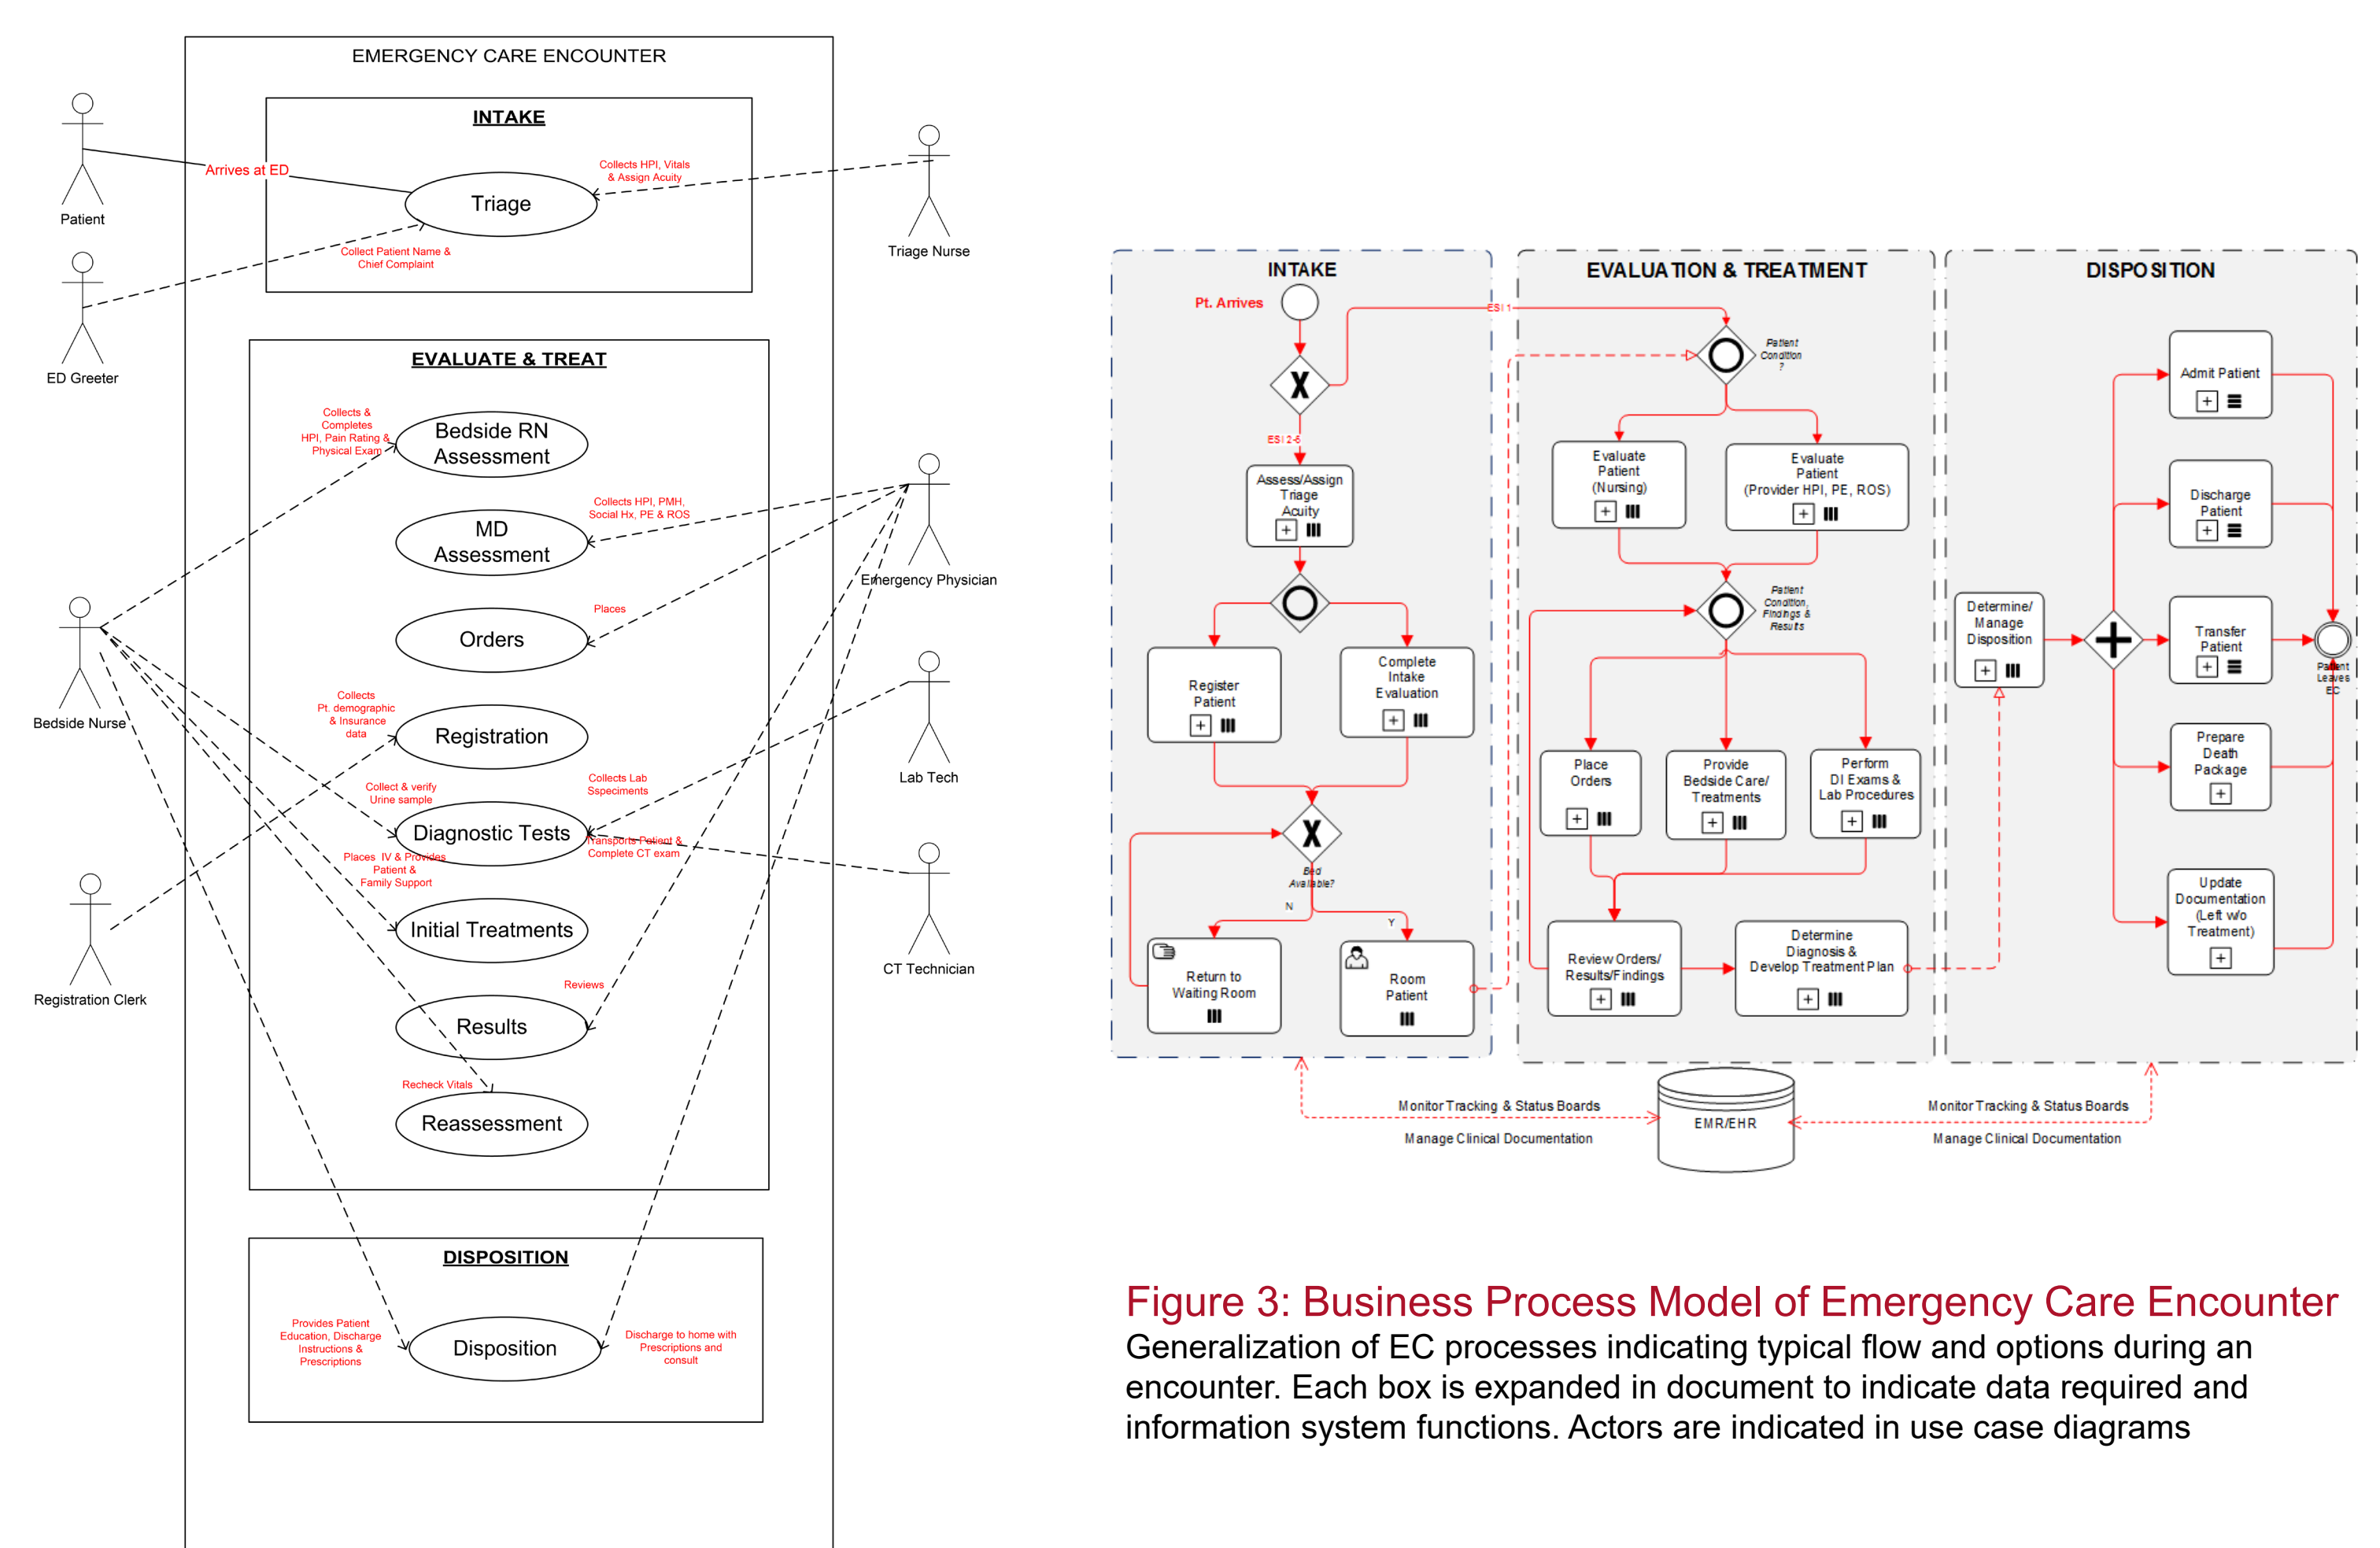 EMERGENCY CARE ENCOUNTER
INTAKE
Arrives at ED
Collects HPI, Vitals
& Assign Acuity
Triage
Patient
Collect Patient Name &
Chief Complaint
Triage Nurse
ED Greeter
EVALUATE & TREAT
Collects &
Completes
HPI, Pain Rating &
Physical Exam
Bedside RN
Assessment
Collects HPI, PMH,
Social Hx, PE & ROS
MD
Assessment
Emergency Physician
Places
Orders
Bedside Nurse
Collects
Pt. demographic
& Insurance
data
Registration
Lab Tech
Collect & verify
Urine sample
Collects Lab
Sspeciments
Diagnostic Tests
Transports Patient &
Complete CT exam
Places IV & Provides
Patient &
Family Support
Initial Treatments
CT Technician
Registration Clerk
Reviews
Results
Recheck Vitals
Reassessment
DISPOSITION
Provides Patient
Education, Discharge
Instructions &
Prescriptions
Disposition
Discharge to home with
Prescriptions and
consult
INTAKE
Pt. Arrives
X
ESI 1
ESI 2-5
Assess/Assign
Triage
Acuity
Register
Patient
Complete
Intake
Evaluation
X
Bed
Available?
N
Y
Return to
Waiting Room
Room
Patient
EVALUATION & TREATMENT
Patient
Condition
?
Evaluate
Patient
(Nursing)
Evaluate
Patient
(Provider HPI, PE, ROS)
Patient
Condition,
Findings &
Results
Place
Orders
Provide
Bedside Care/
Treatments
Perform
DI Exams &
Lab Procedures
Review Orders/
Results/Findings
Determine
Diagnosis &
Develop Treatment Plan
DISPOSITION
Determine/
Manage
Disposition
Admit Patient
Discharge
Patient
Transfer
Patient
Prepare
Death
Package
Update
Documentation
(Left w/o
Treatment)
Patient
Leaves
EC
Monitor Tracking & Status Boards
Manage Clinical Documentation
EMR/EHR
Monitor Tracking & Status Boards
Manage Clinical Documentation
Figure 3: Business Process Model of Emergency Care Encounter
Generalization of EC processes indicating typical flow and options during an
encounter. Each box is expanded in document to indicate data required and
information system functions. Actors are indicated in use case diagrams